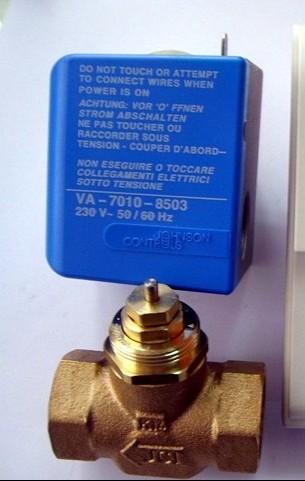 DO NOT TOUCH OR ATTEMPT
TO CONNECT WIRES WHEN
POWER IS ON
ACHTUNG: VOR 'O' FFNEN
STROM ABSCHALTEN
NE PAS TOUCHER OU
RACCORDER SOUS
TENSION - COUPER D'ABORD—
NON ESEGUIRE O TOCCARE
COLLEGAMENTI ELETTRICI
SOTTO TENSIONE
VA - 7010 - 8503
230 V~ 50/60 Hz
JOHNSON
CONTROLS
JCI